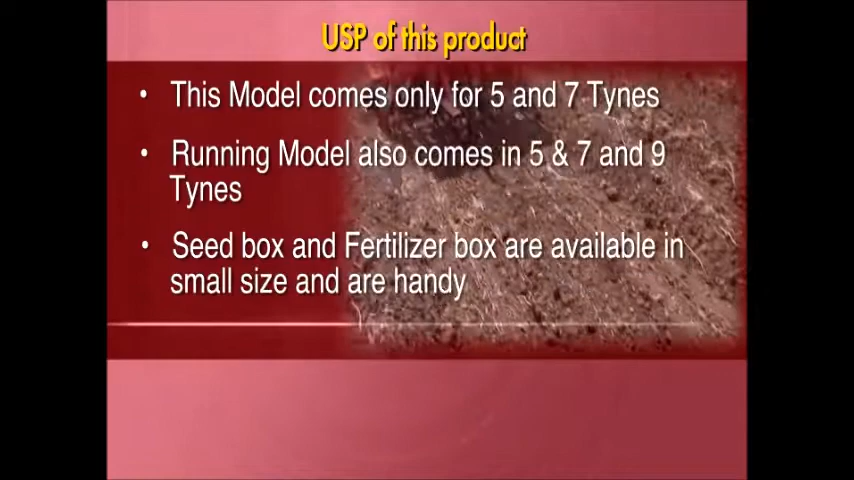 USP of this product
• This Model comes only for 5 and 7 Tynes
• Running Model also comes in 5 & 7 and 9
Tynes
• Seed box and Fertilizer box are available in
small size and are handy